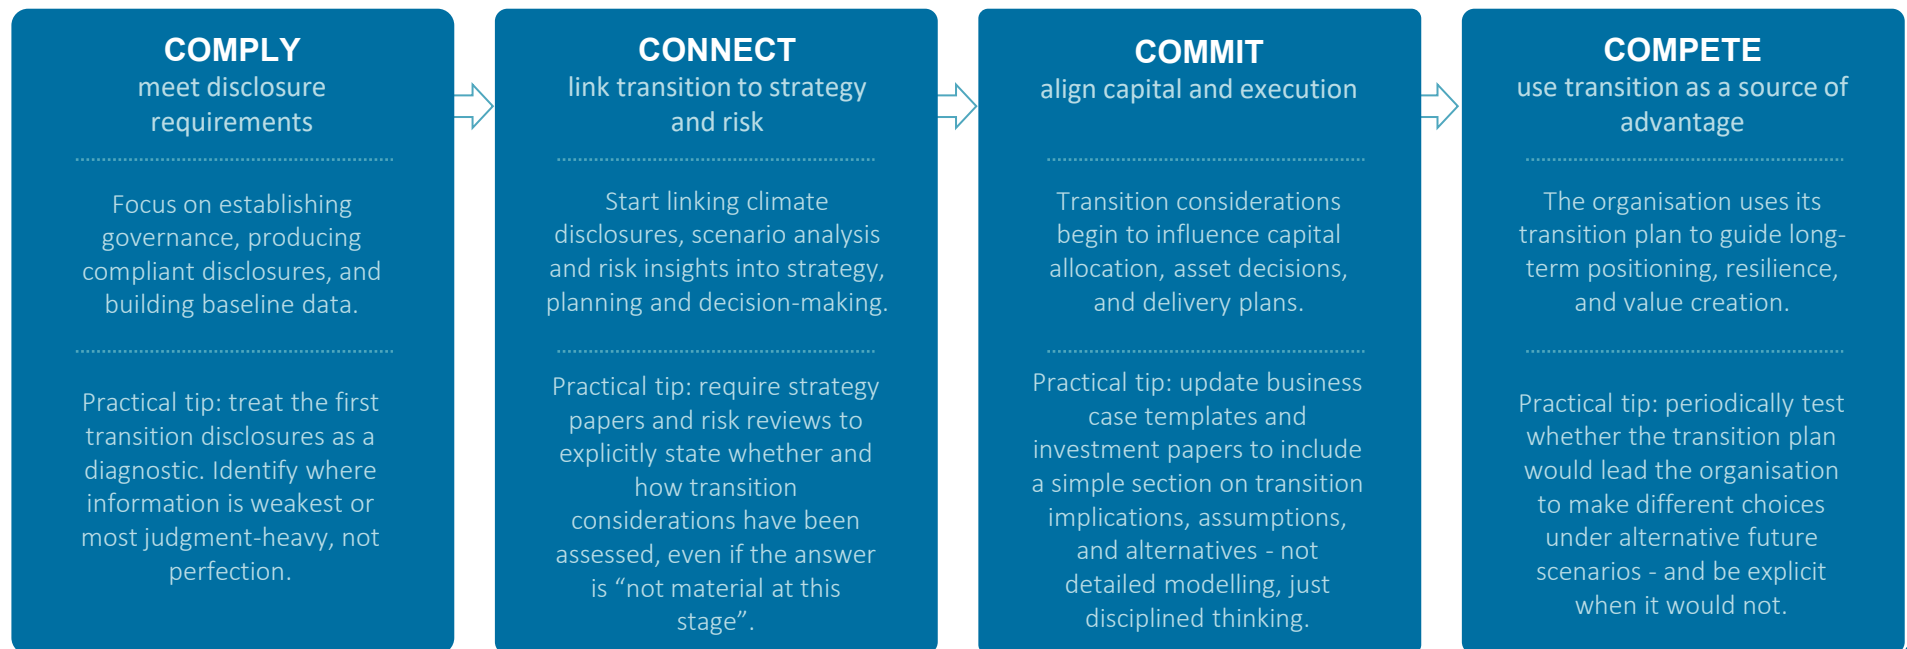 COMPLY
meet disclosure
requirements
Focus on establishing
governance, producing
compliant disclosures, and
building baseline data.
Practical tip: treat the first
transition disclosures as a
diagnostic. Identify where
information is weakest or
most judgment-heavy, not
perfection.
CONNECT
link transition to strategy
and risk
Start linking climate
disclosures, scenario analysis
and risk insights into strategy,
planning and decision-making.
Practical tip: require strategy
papers and risk reviews to
explicitly state whether and
how transition
considerations have been
assessed, even if the answer
is “not material at this
stage”.
COMMIT
align capital and execution
Transition considerations
begin to influence capital
allocation, asset decisions,
and delivery plans.
Practical tip: update business
case templates and
investment papers to include
a simple section on transition
implications, assumptions,
and alternatives - not
detailed modelling, just
disciplined thinking.
COMPETE
use transition as a source of
advantage
The organisation uses its
transition plan to guide long-
term positioning, resilience,
and value creation.
Practical tip: periodically test
whether the transition plan
would lead the organisation
to make different choices
under alternative future
scenarios - and be explicit
when it would not.